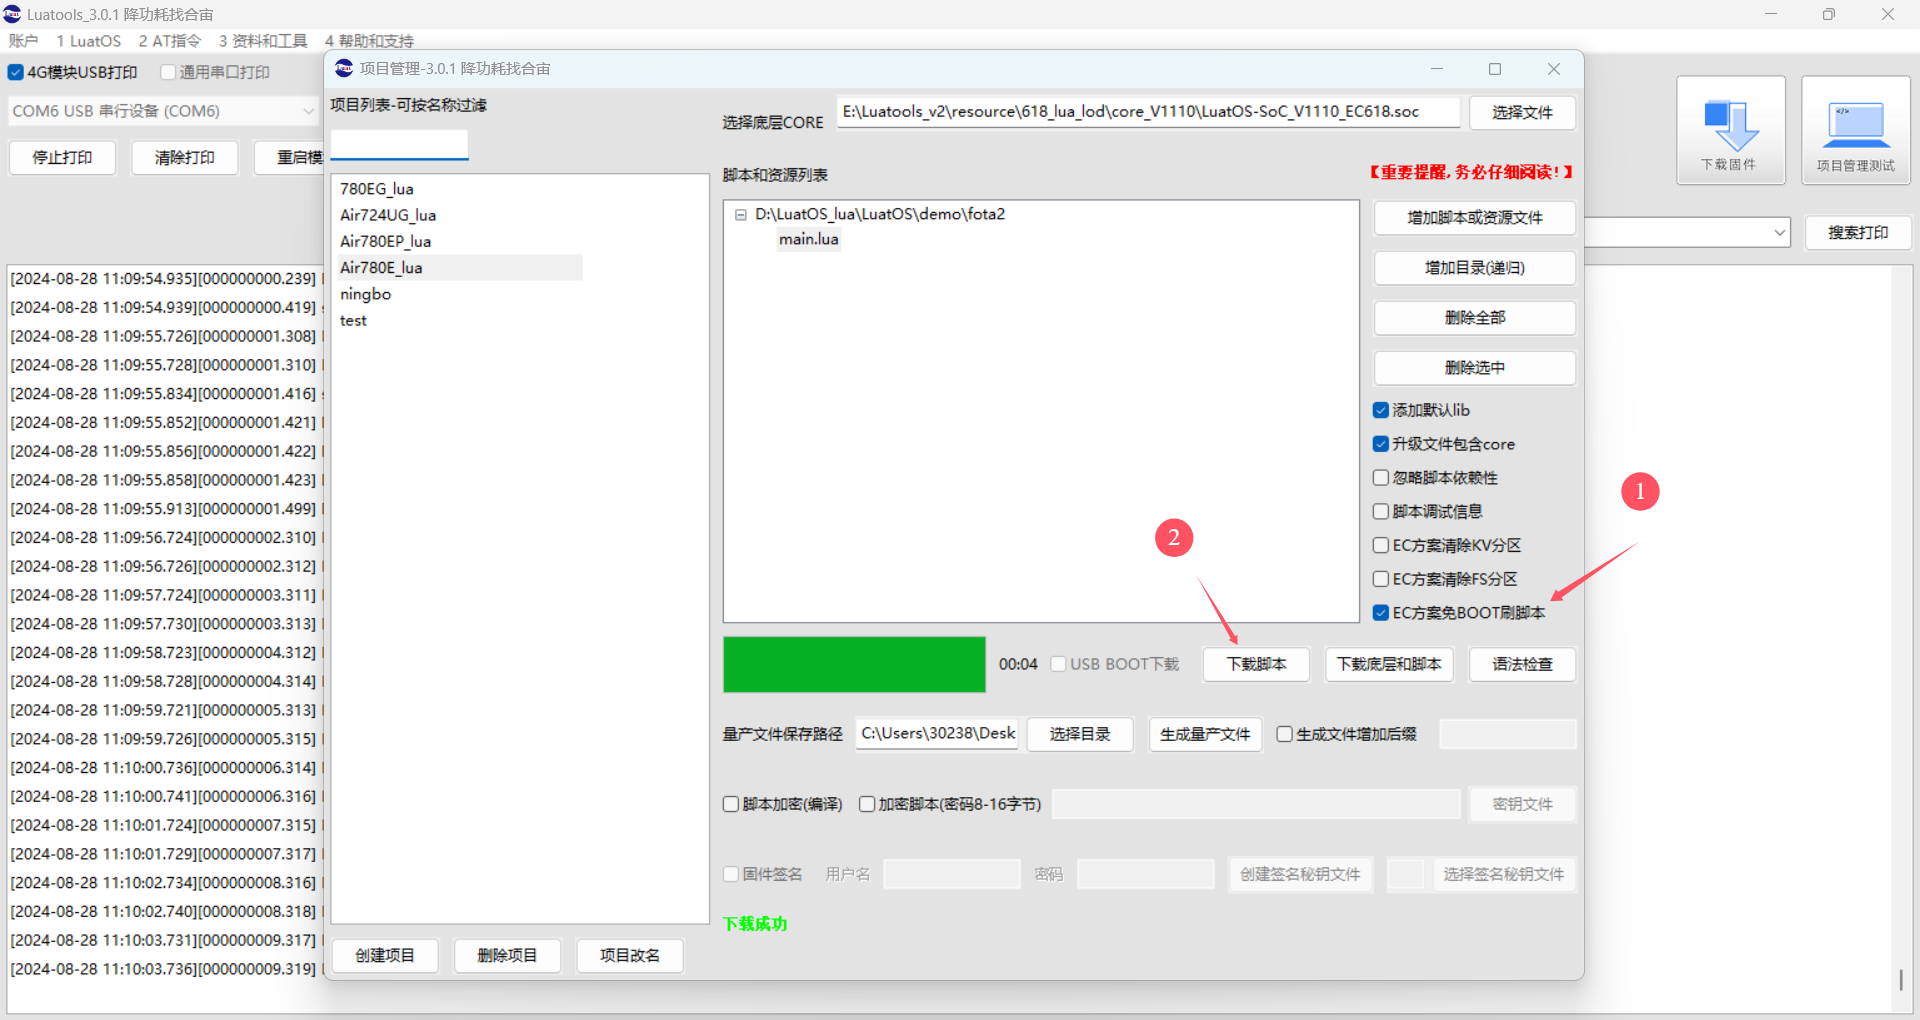 Luatools_3.0.1 降功耗找合宙
账户 1 LuatOS 2 AT指令 3 资料和工具 4 帮助和支持
4G模块USB打印 通用串口打印
COM6 USB 串行设备 (COM6)
停止打印 清除打印 重启模
下载固件 项目管理测试
搜索打印
[2024-08-28 11:09:54.935][000000000.239]
[2024-08-28 11:09:54.939][000000000.419]
[2024-08-28 11:09:55.726][000000001.308]
[2024-08-28 11:09:55.728][000000001.310]
[2024-08-28 11:09:55.834][000000001.416]
[2024-08-28 11:09:55.852][000000001.421]
[2024-08-28 11:09:55.856][000000001.422]
[2024-08-28 11:09:55.858][000000001.423]
[2024-08-28 11:09:55.913][000000001.499]
[2024-08-28 11:09:56.724][000000002.310]
[2024-08-28 11:09:56.726][000000002.312]
[2024-08-28 11:09:57.724][000000003.311]
[2024-08-28 11:09:57.730][000000003.313]
[2024-08-28 11:09:58.723][000000004.312]
[2024-08-28 11:09:58.728][000000004.314]
[2024-08-28 11:09:59.721][000000005.313]
[2024-08-28 11:09:59.726][000000005.315]
[2024-08-28 11:10:00.736][000000006.314]
[2024-08-28 11:10:00.741][000000006.316]
[2024-08-28 11:10:01.724][000000007.315]
[2024-08-28 11:10:01.729][000000007.317]
[2024-08-28 11:10:02.734][000000008.316]
[2024-08-28 11:10:02.740][000000008.318]
[2024-08-28 11:10:03.731][000000009.317]
[2024-08-28 11:10:03.736][000000009.319]
项目管理-3.0.1 降功耗找合宙
项目列表-可按名称过滤
780EG_lua
Air724UG_lua
Air780EP_lua
Air780E_lua
ningbo
test
创建项目 删除项目 项目改名
选择底层CORE E:\Luatools_v2\resource\618_lua_lod\core_V1110\LuatOS-SoC_V1110_EC618.soc 选择文件
脚本和资源列表 【重要提醒, 务必仔细阅读!】
D:\LuatOS_lua\LuatOS\demo\fota2
main.lua
增加脚本或资源文件
增加目录(递归)
删除全部
删除选中
添加默认lib
升级文件包含core
忽略脚本依赖性
脚本调试信息
EC方案清除KV分区
EC方案清除FS分区
EC方案免BOOT刷脚本
1
2
00:04 USB BOOT下载 下载脚本 下载底层和脚本 语法检查
量产文件保存路径 C:\Users\30238\Desk 选择目录 生成量产文件 生成文件增加后缀
脚本加密(编译) 加密脚本(密码8-16字节) 密钥文件
固件签名 用户名 密码 创建签名秘钥文件 选择签名秘钥文件
下载成功